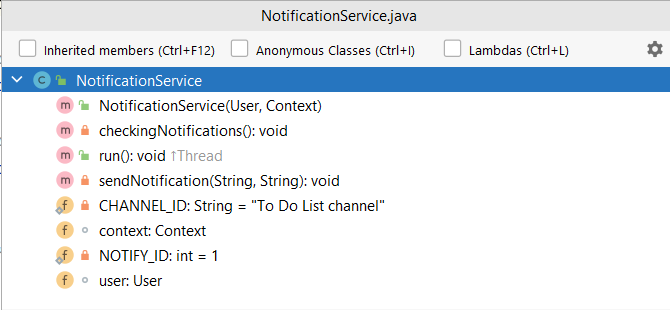 NotificationService.java
Inherited members (Ctrl+F12) Anonymous Classes (Ctrl+I) Lambdas (Ctrl+L)
C NotificationService
m NotificationService(User, Context)
m checkingNotifications(): void
m run(): void ↑Thread
m sendNotification(String, String): void
f CHANNEL_ID: String = "To Do List channel"
f context: Context
f NOTIFY_ID: int = 1
f user: User